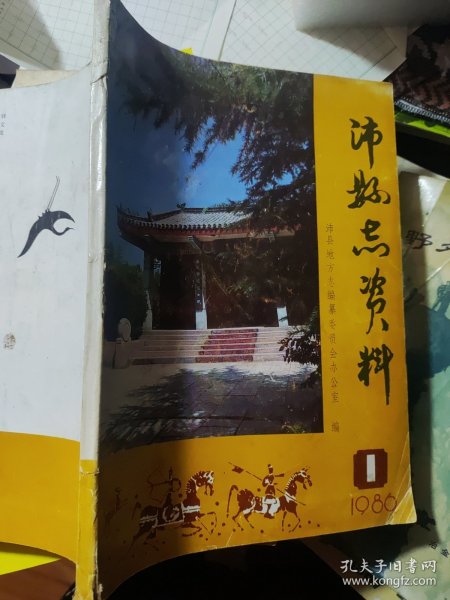 沛县志资料
沛县地方志编纂委员会办公室 编
1
1986
孔夫子旧书网
www.kongfz.com